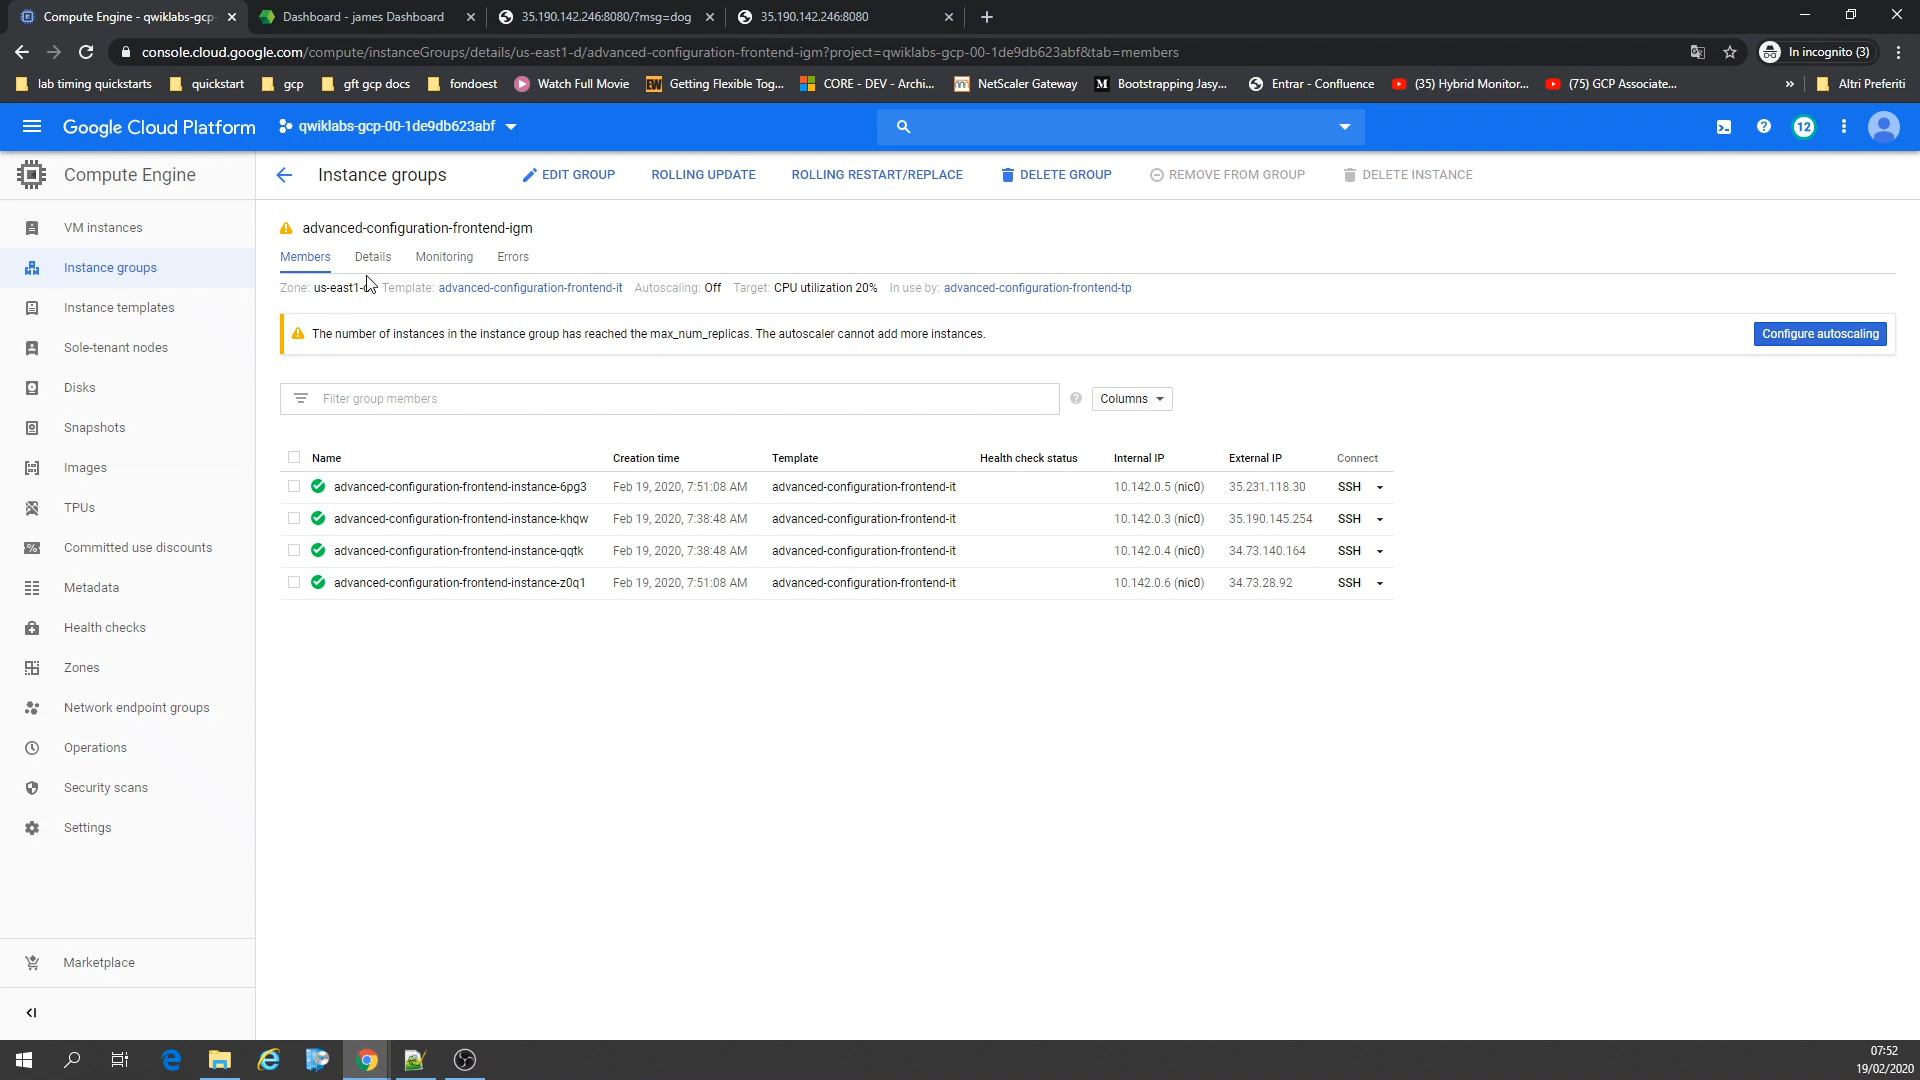 Compute Engine - qwiklabs-gcp-
Dashboard - james Dashboard
35.190.142.246:8080/?msg=dog
35.190.142.246:8080
console.cloud.google.com/compute/instanceGroups/details/us-east1-d/advanced-configuration-frontend-igm?project=qwiklabs-gcp-00-1de9db623abf&tab=members
In incognito (3)
lab timing quickstarts
quickstart
gcp
gft gcp docs
fondoest
Watch Full Movie
Getting Flexible Tog...
CORE - DEV - Archi...
NetScaler Gateway
Bootstrapping Jasy...
Entrar - Confluence
(35) Hybrid Monitor...
(75) GCP Associate...
»
Altri Preferiti
Google Cloud Platform
qwiklabs-gcp-00-1de9db623abf
12
Compute Engine
Instance groups
EDIT GROUP
ROLLING UPDATE
ROLLING RESTART/REPLACE
DELETE GROUP
REMOVE FROM GROUP
DELETE INSTANCE
VM instances
Instance groups
Instance templates
Sole-tenant nodes
Disks
Snapshots
Images
TPUs
Committed use discounts
Metadata
Health checks
Zones
Network endpoint groups
Operations
Security scans
Settings
Marketplace
advanced-configuration-frontend-igm
Members
Details
Monitoring
Errors
Zone: us-east1-d Template: advanced-configuration-frontend-it Autoscaling: Off Target: CPU utilization 20% In use by: advanced-configuration-frontend-tp
The number of instances in the instance group has reached the max_num_replicas. The autoscaler cannot add more instances.
Configure autoscaling
Filter group members
Columns
Name Creation time Template Health check status Internal IP External IP Connect
advanced-configuration-frontend-instance-6pg3 Feb 19, 2020, 7:51:08 AM advanced-configuration-frontend-it 10.142.0.5 (nic0) 35.231.118.30 SSH
advanced-configuration-frontend-instance-khqw Feb 19, 2020, 7:38:48 AM advanced-configuration-frontend-it 10.142.0.3 (nic0) 35.190.145.254 SSH
advanced-configuration-frontend-instance-qqtk Feb 19, 2020, 7:38:48 AM advanced-configuration-frontend-it 10.142.0.4 (nic0) 34.73.140.164 SSH
advanced-configuration-frontend-instance-z0q1 Feb 19, 2020, 7:51:08 AM advanced-configuration-frontend-it 10.142.0.6 (nic0) 34.73.28.92 SSH
07:52
19/02/2020